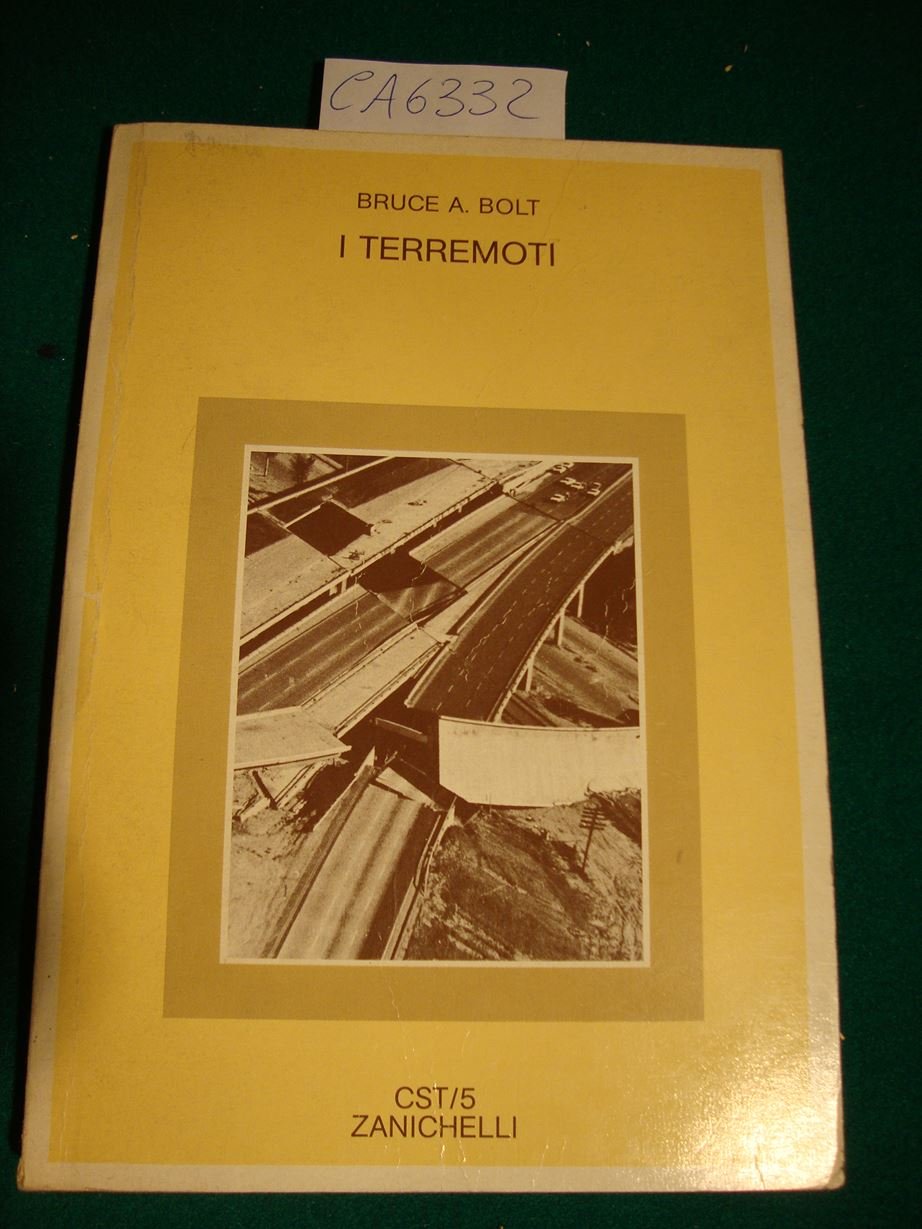 CA6332
BRUCE A. BOLT
I TERREMOTI
CST/5
ZANICHELLI